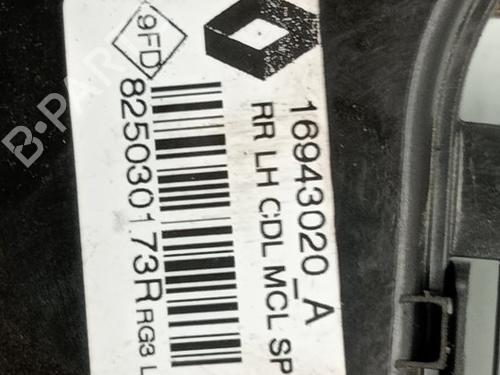 16943020_A
RR LH CDL MCL SP
9FD
825030173R RG3 L
B-PARTS